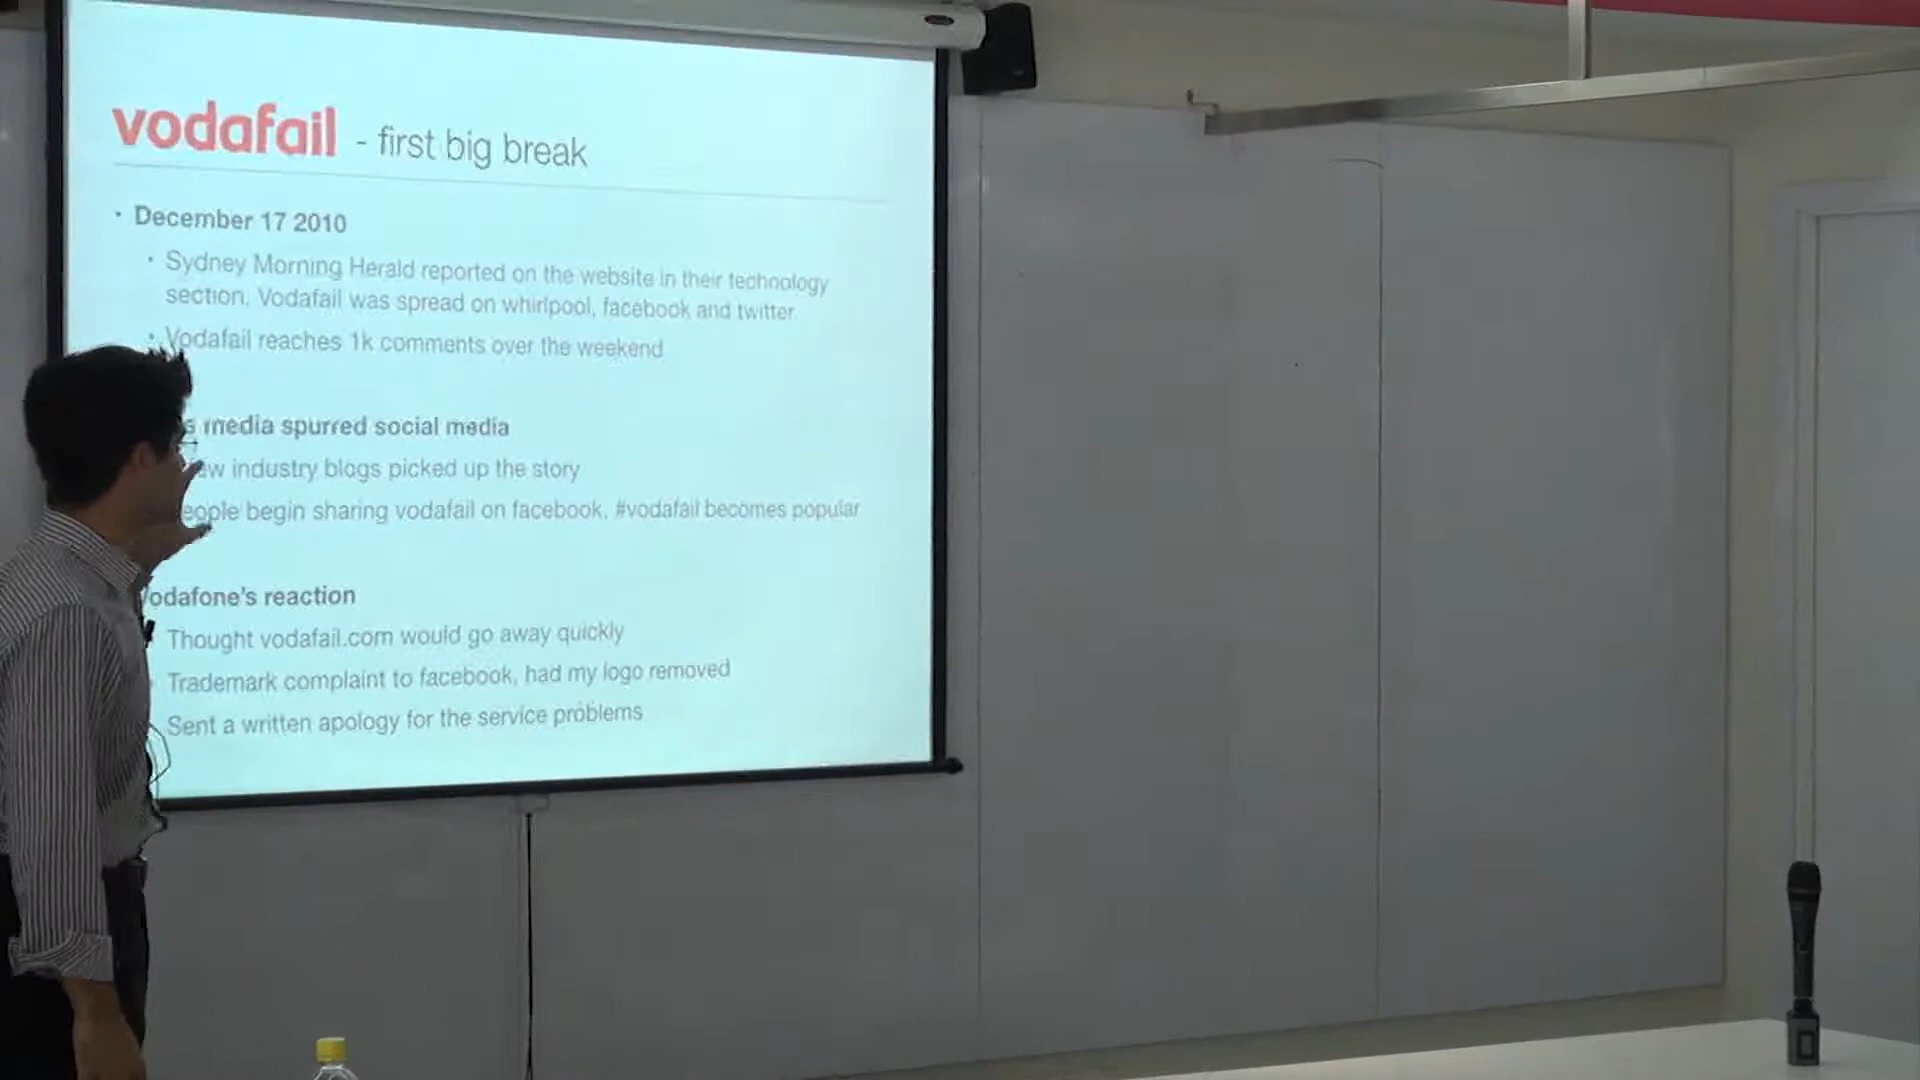 vodafail - first big break
• December 17 2010
• Sydney Morning Herald reported on the website in their technology
section. Vodafail was spread on whirlpool, facebook and twitter
• Vodafail reaches 1k comments over the weekend
media spurred social media
industry blogs picked up the story
eople begin sharing vodafail on facebook, #vodafail becomes popular
Vodafone's reaction
Thought vodafail.com would go away quickly
Trademark complaint to facebook, had my logo removed
Sent a written apology for the service problems